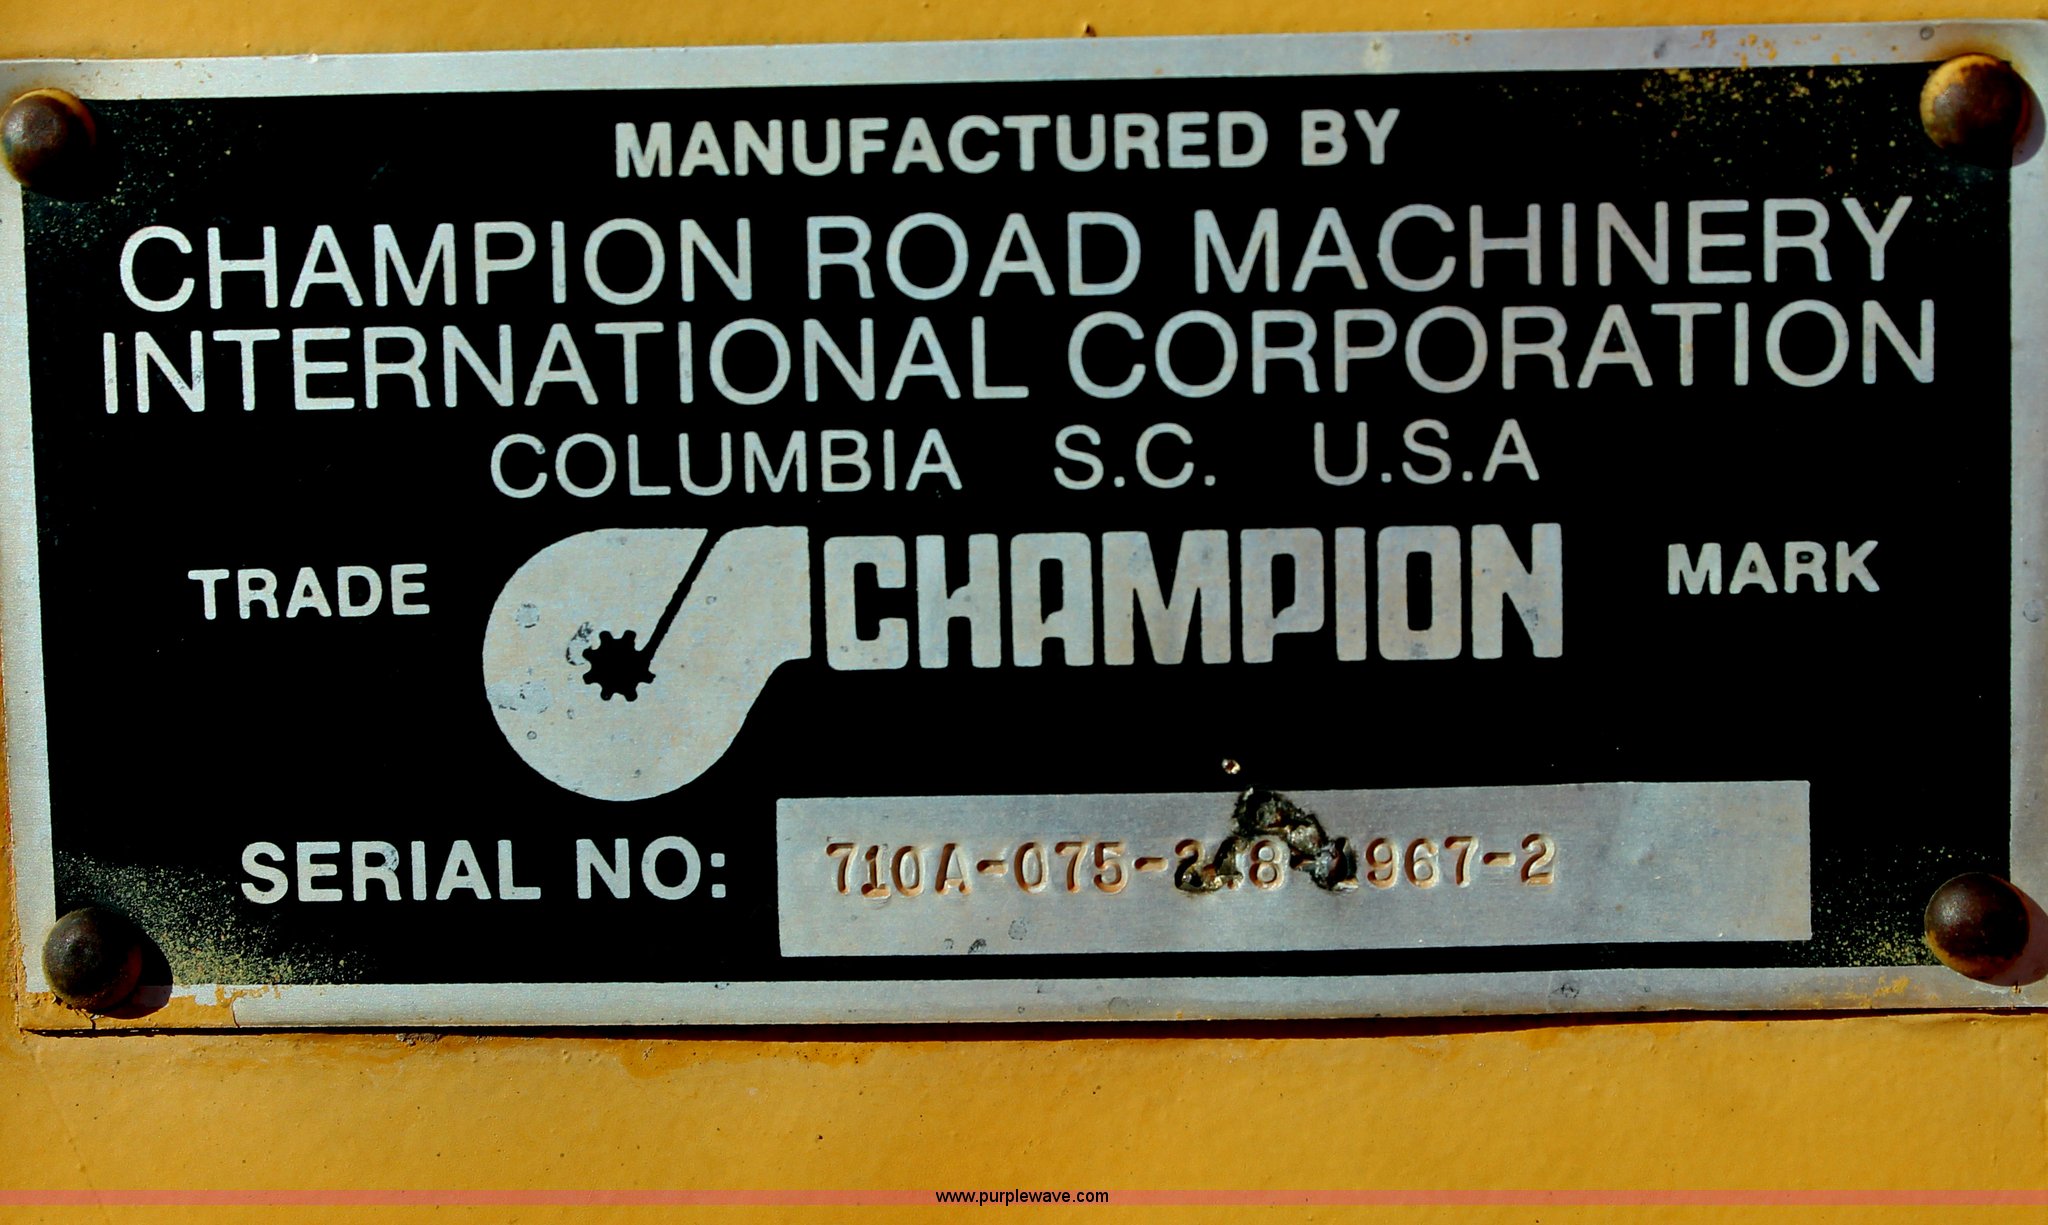 MANUFACTURED BY
CHAMPION ROAD MACHINERY
INTERNATIONAL CORPORATION
COLUMBIA S.C. U.S.A
TRADE CHAMPION MARK
SERIAL NO:
www.purplewave.com